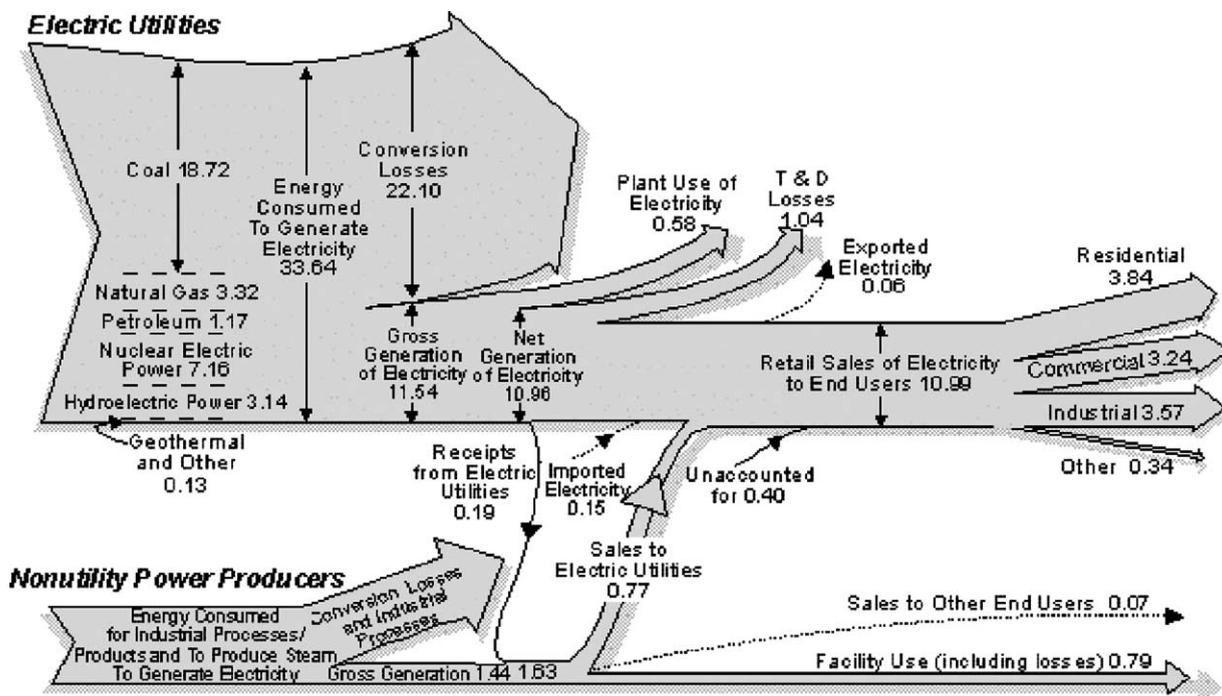 Electric Utilities
Coal 18.72
Energy
Consumed
To Generate
Electricity
33.64
Conversion
Losses
22.10
Natural Gas 3.32
Petroleum 1.17
Nuclear Electric
Power 7.16
Hydroelectric Power 3.14
Geothermal
and Other
0.13
Gross
Generation
of Electricity
11.54
Net
Generation
of Electricity
10.96
Plant Use of
Electricity
0.58
T & D
Losses
1.04
Exported
Electricity
0.06
Retail Sales of Electricity
to End Users 10.99
Residential
3.84
Commercial 3.24
Industrial 3.57
Other 0.34
Receipts
from Electric
Utilities
0.19
Imported
Electricity
0.15
Unaccounted
for 0.40
Sales to
Electric Utilities
0.77
Nonutility Power Producers
Energy Consumed
for Industrial Processes/
Products and To Produce Steam
To Generate Electricity
Conversion Losses
and Industrial
Processes
Gross Generation 1.44 1.63
Sales to Other End Users 0.07
Facility Use (including losses) 0.79